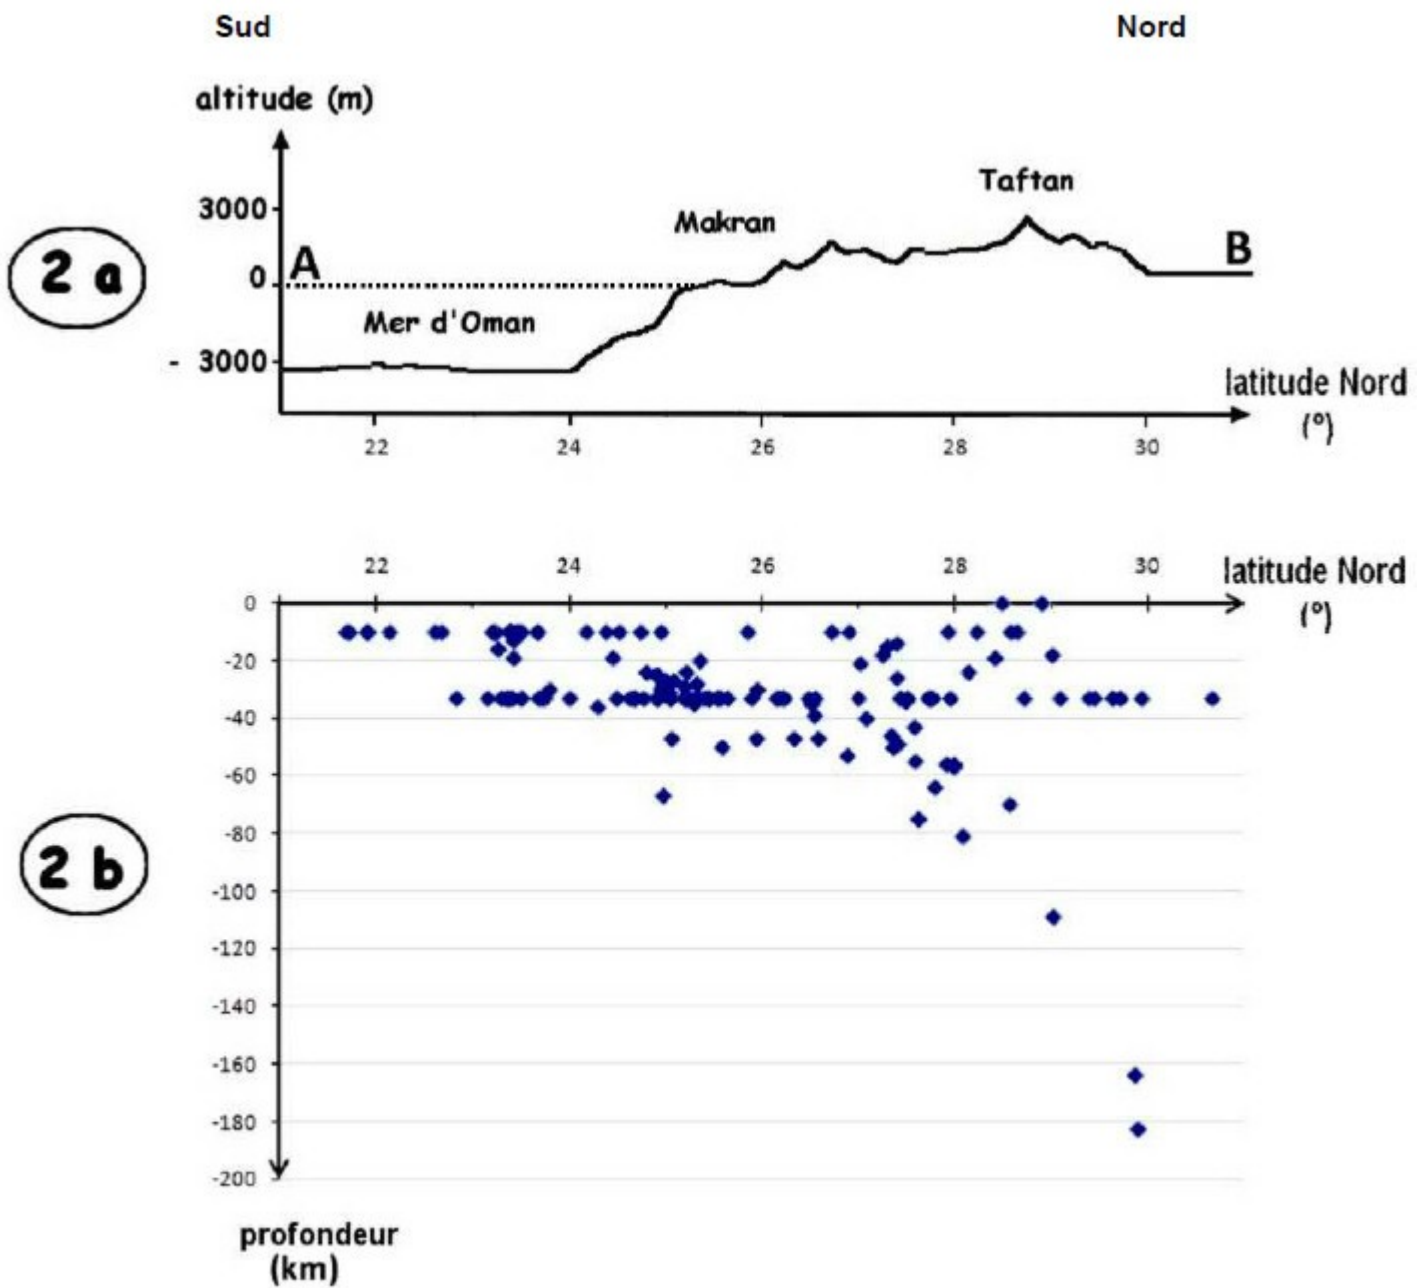 Sud Nord
altitude (m)
Taftan
3000
Makran
2 a
0 A B
Mer d'Oman
- 3000
latitude Nord
(°)
22 24 26 28 30
22 24 26 28 30
latitude Nord
(°)
0
-20
-40
-60
-80
2 b
-100
-120
-140
-160
-180
-200
profondeur
(km)